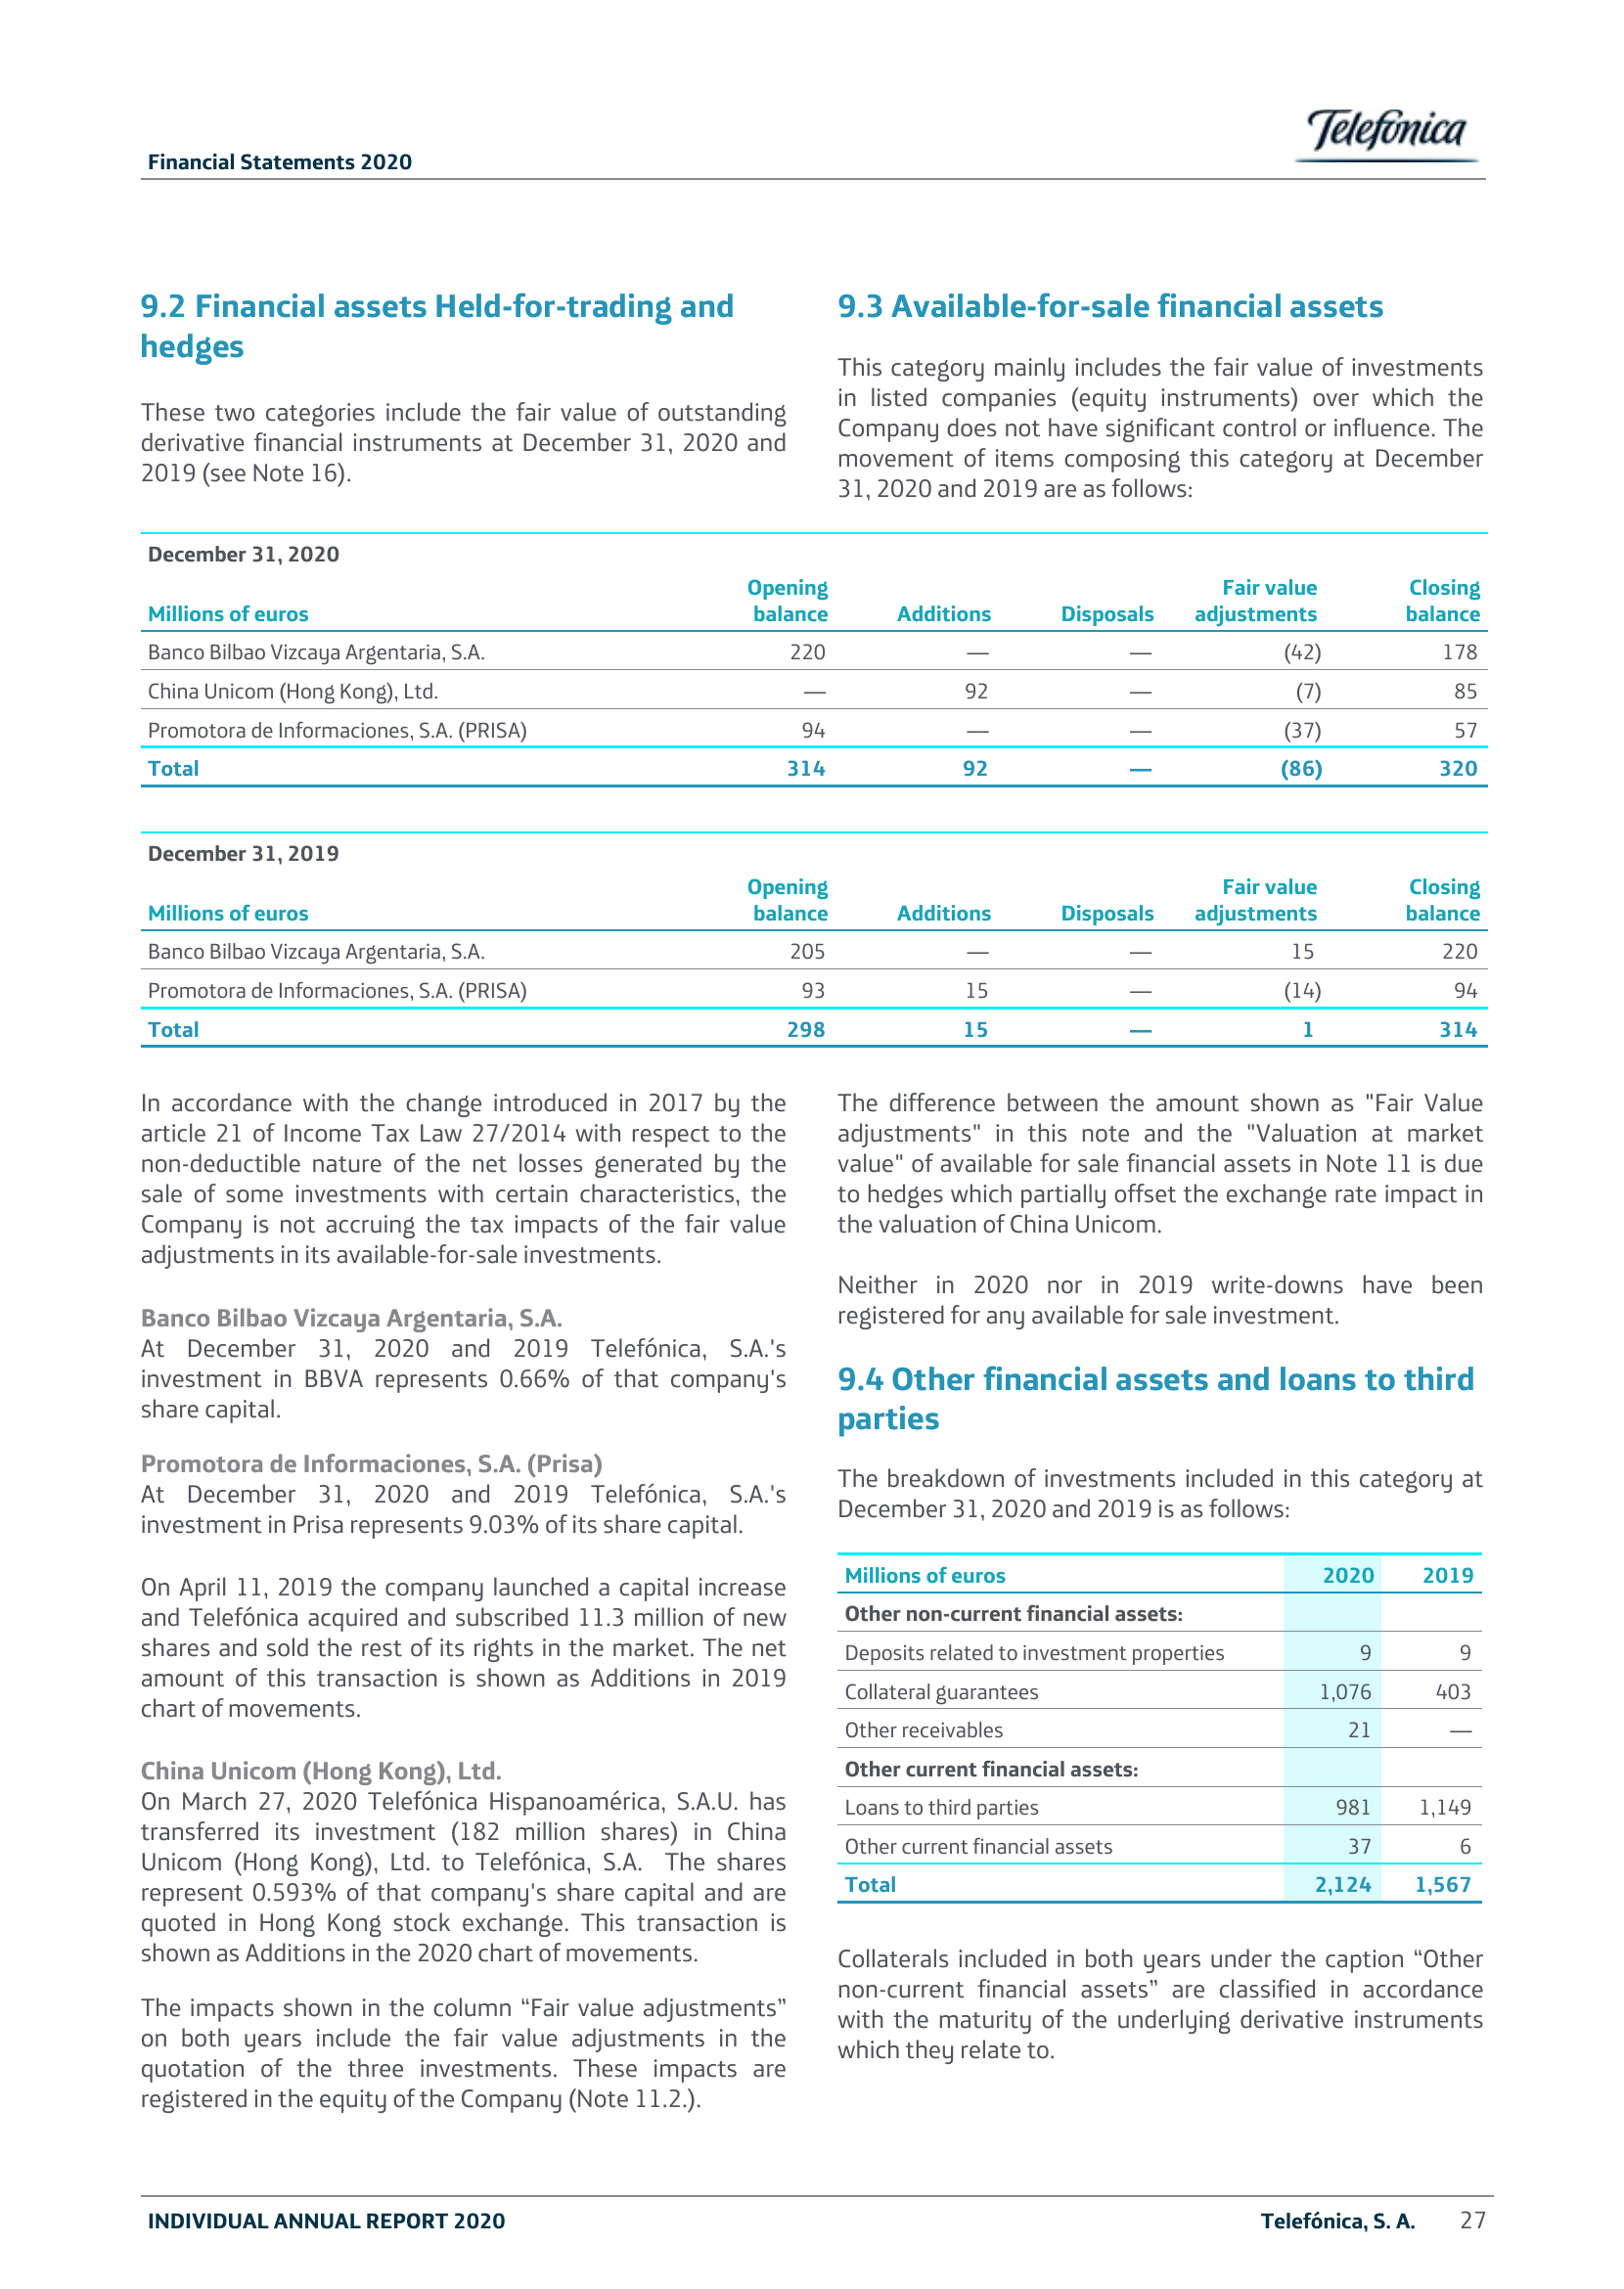 Telefónica
Financial Statements 2020
9.2 Financial assets Held-for-trading and
hedges
These two categories include the fair value of outstanding
derivative financial instruments at December 31, 2020 and
2019 (see Note 16).
9.3 Available-for-sale financial assets
This category mainly includes the fair value of investments
in listed companies (equity instruments) over which the
Company does not have significant control or influence. The
movement of items composing this category at December
31, 2020 and 2019 are as follows:
December 31, 2020
Millions of euros Opening balance Additions Disposals Fair value adjustments Closing balance
Banco Bilbao Vizcaya Argentaria, S.A. 220 — — (42) 178
China Unicom (Hong Kong), Ltd. — 92 — (7) 85
Promotora de Informaciones, S.A. (PRISA) 94 — — (37) 57
Total 314 92 — (86) 320
December 31, 2019
Millions of euros Opening balance Additions Disposals Fair value adjustments Closing balance
Banco Bilbao Vizcaya Argentaria, S.A. 205 — — 15 220
Promotora de Informaciones, S.A. (PRISA) 93 15 — (14) 94
Total 298 15 — 1 314
In accordance with the change introduced in 2017 by the
article 21 of Income Tax Law 27/2014 with respect to the
non-deductible nature of the net losses generated by the
sale of some investments with certain characteristics, the
Company is not accruing the tax impacts of the fair value
adjustments in its available-for-sale investments.
Banco Bilbao Vizcaya Argentaria, S.A.
At December 31, 2020 and 2019 Telefónica, S.A.'s
investment in BBVA represents 0.66% of that company's
share capital.
Promotora de Informaciones, S.A. (Prisa)
At December 31, 2020 and 2019 Telefónica, S.A.'s
investment in Prisa represents 9.03% of its share capital.
On April 11, 2019 the company launched a capital increase
and Telefónica acquired and subscribed 11.3 million of new
shares and sold the rest of its rights in the market. The net
amount of this transaction is shown as Additions in 2019
chart of movements.
China Unicom (Hong Kong), Ltd.
On March 27, 2020 Telefónica Hispanoamérica, S.A.U. has
transferred its investment (182 million shares) in China
Unicom (Hong Kong), Ltd. to Telefónica, S.A. The shares
represent 0.593% of that company's share capital and are
quoted in Hong Kong stock exchange. This transaction is
shown as Additions in the 2020 chart of movements.
The impacts shown in the column “Fair value adjustments”
on both years include the fair value adjustments in the
quotation of the three investments. These impacts are
registered in the equity of the Company (Note 11.2.).
The difference between the amount shown as "Fair Value
adjustments" in this note and the "Valuation at market
value" of available for sale financial assets in Note 11 is due
to hedges which partially offset the exchange rate impact in
the valuation of China Unicom.
Neither in 2020 nor in 2019 write-downs have been
registered for any available for sale investment.
9.4 Other financial assets and loans to third
parties
The breakdown of investments included in this category at
December 31, 2020 and 2019 is as follows:
Millions of euros 2020 2019
Other non-current financial assets:
Deposits related to investment properties 9 9
Collateral guarantees 1,076 403
Other receivables 21 —
Other current financial assets:
Loans to third parties 981 1,149
Other current financial assets 37 6
Total 2,124 1,567
Collaterals included in both years under the caption “Other
non-current financial assets” are classified in accordance
with the maturity of the underlying derivative instruments
which they relate to.
INDIVIDUAL ANNUAL REPORT 2020
Telefónica, S. A. 27